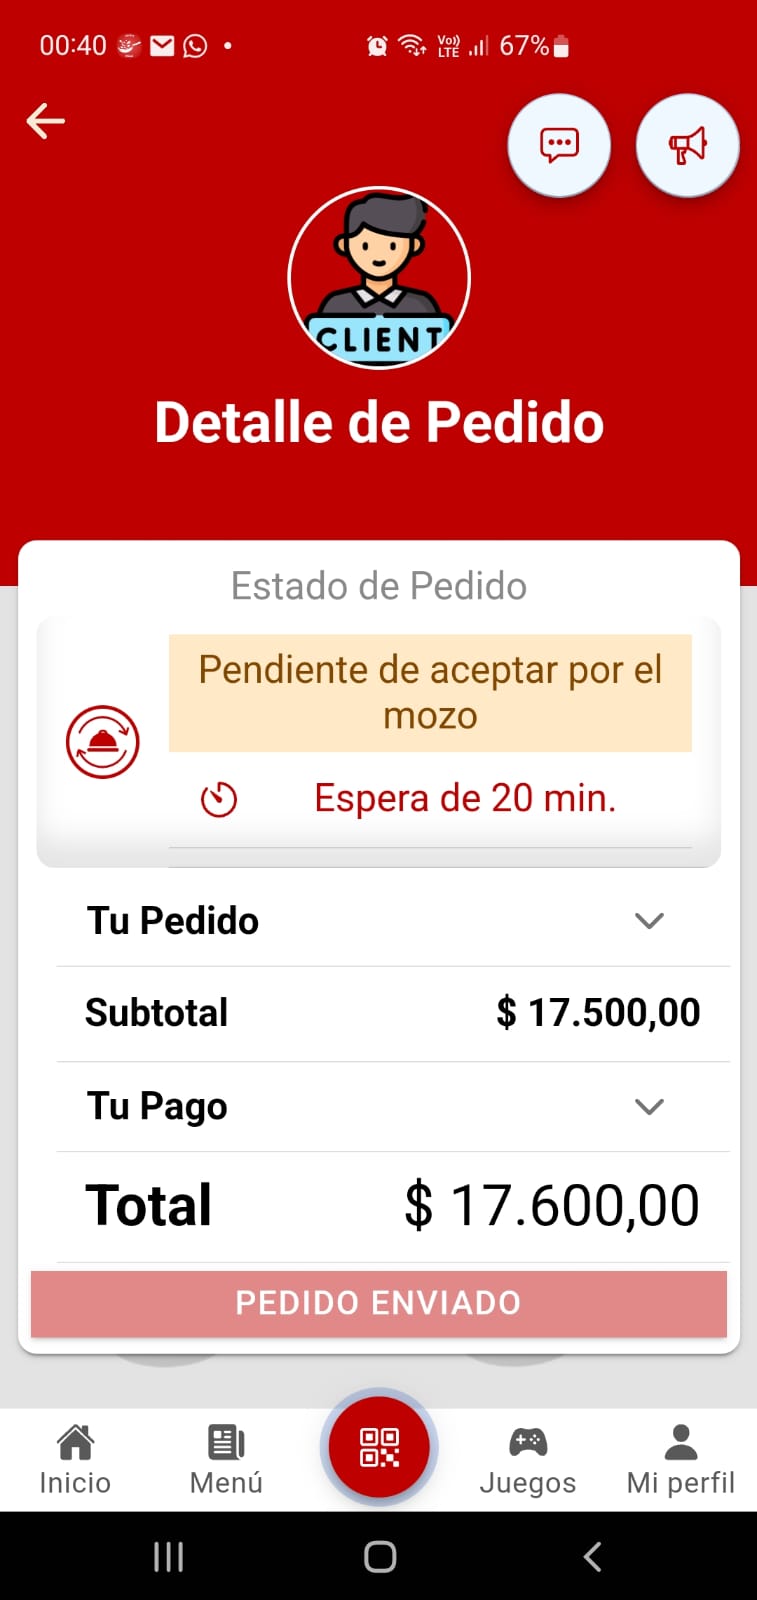 00:40
Vo))
LTE
67%
CLIENT
Detalle de Pedido
Estado de Pedido
Pendiente de aceptar por el
mozo
Espera de 20 min.
Tu Pedido
Subtotal $ 17.500,00
Tu Pago
Total $ 17.600,00
PEDIDO ENVIADO
Inicio Menú Juegos Mi perfil